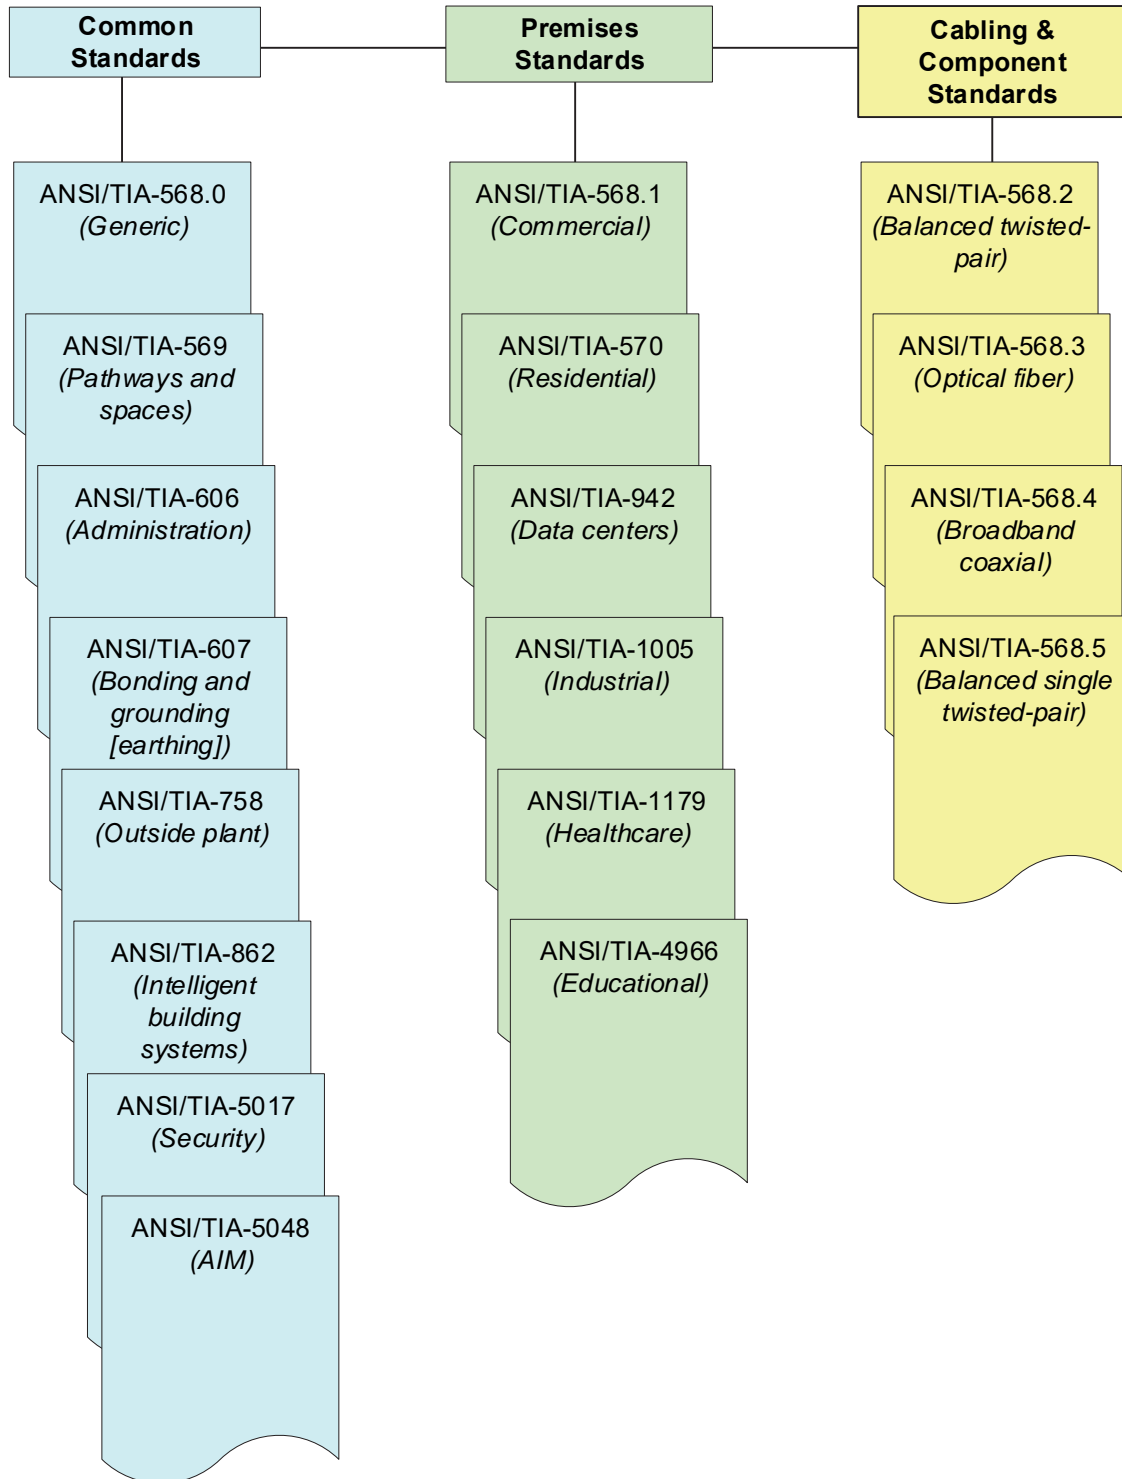 Common
Standards
Premises
Standards
Cabling &
Component
Standards
ANSI/TIA-568.0
(Generic)
ANSI/TIA-569
(Pathways and
spaces)
ANSI/TIA-606
(Administration)
ANSI/TIA-607
(Bonding and
grounding
[earthing])
ANSI/TIA-758
(Outside plant)
ANSI/TIA-862
(Intelligent
building
systems)
ANSI/TIA-5017
(Security)
ANSI/TIA-5048
(AIM)
ANSI/TIA-568.1
(Commercial)
ANSI/TIA-570
(Residential)
ANSI/TIA-942
(Data centers)
ANSI/TIA-1005
(Industrial)
ANSI/TIA-1179
(Healthcare)
ANSI/TIA-4966
(Educational)
ANSI/TIA-568.2
(Balanced twisted-
pair)
ANSI/TIA-568.3
(Optical fiber)
ANSI/TIA-568.4
(Broadband
coaxial)
ANSI/TIA-568.5
(Balanced single
twisted-pair)